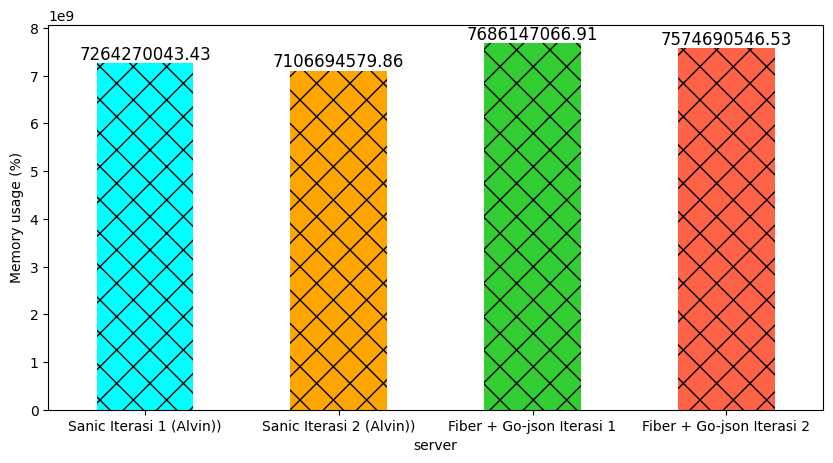 1e9
8
7
6
5
4
3
2
1
0
Memory usage (%)
7264270043.43
7106694579.86
7686147066.91
7574690546.53
Sanic Iterasi 1 (Alvin))
Sanic Iterasi 2 (Alvin))
Fiber + Go-json Iterasi 1
Fiber + Go-json Iterasi 2
server